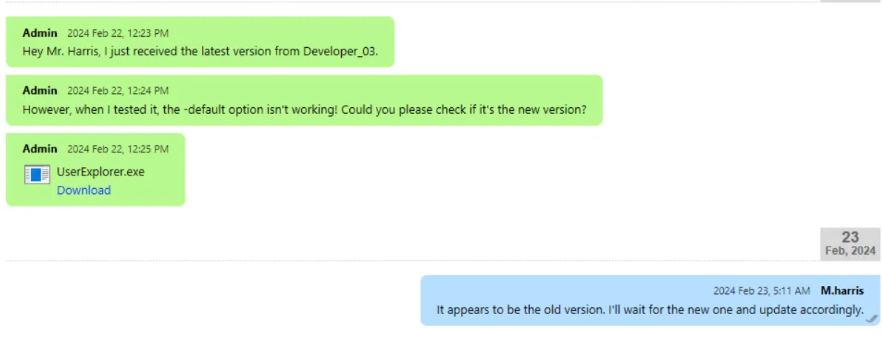 Admin 2024 Feb 22, 12:23 PM
Hey Mr. Harris, I just received the latest version from Developer_03.
Admin 2024 Feb 22, 12:24 PM
However, when I tested it, the -default option isn't working! Could you please check if it's the new version?
Admin 2024 Feb 22, 12:25 PM
UserExplorer.exe
Download
23
Feb, 2024
2024 Feb 23, 5:11 AM M.harris
It appears to be the old version. I'll wait for the new one and update accordingly.